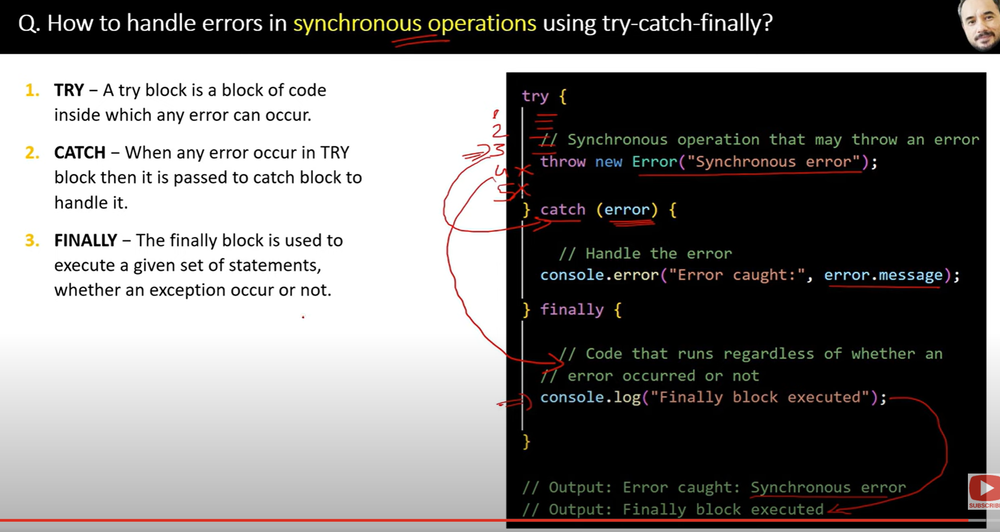 Q. How to handle errors in synchronous operations using try-catch-finally?
1. TRY – A try block is a block of code
inside which any error can occur.
2. CATCH – When any error occur in TRY
block then it is passed to catch block to
handle it.
3. FINALLY – The finally block is used to
execute a given set of statements,
whether an exception occur or not.
1
2
3
4
5
try {
// Synchronous operation that may throw an error
throw new Error("Synchronous error");
} catch (error) {
// Handle the error
console.error("Error caught:", error.message);
} finally {
// Code that runs regardless of whether an
// error occurred or not
console.log("Finally block executed");
}
// Output: Error caught: Synchronous error
// Output: Finally block executed
SUBSCRIBE